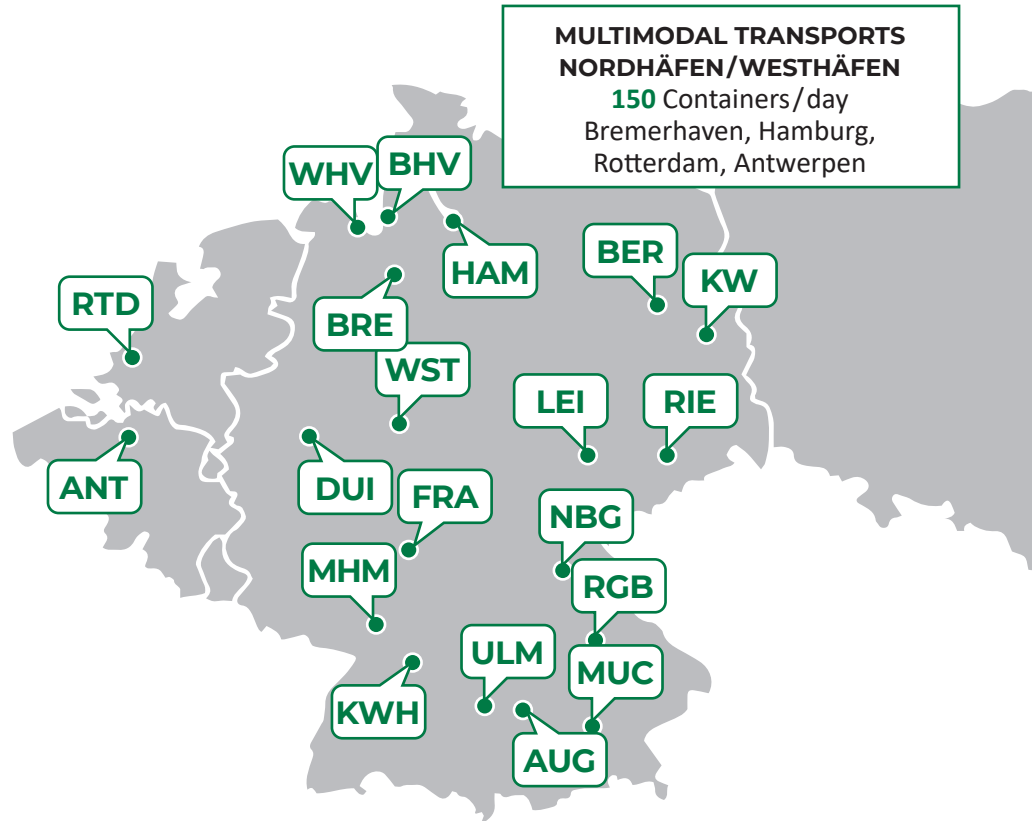 MULTIMODAL TRANSPORTS
NORDHÄFEN/WESTHÄFEN
150 Containers/day
Bremerhaven, Hamburg,
Rotterdam, Antwerpen
WHV
BHV
HAM
BER
KW
RTD
BRE
WST
LEI
RIE
ANT
DUI
FRA
NBG
MHM
RGB
ULM
MUC
KWH
AUG